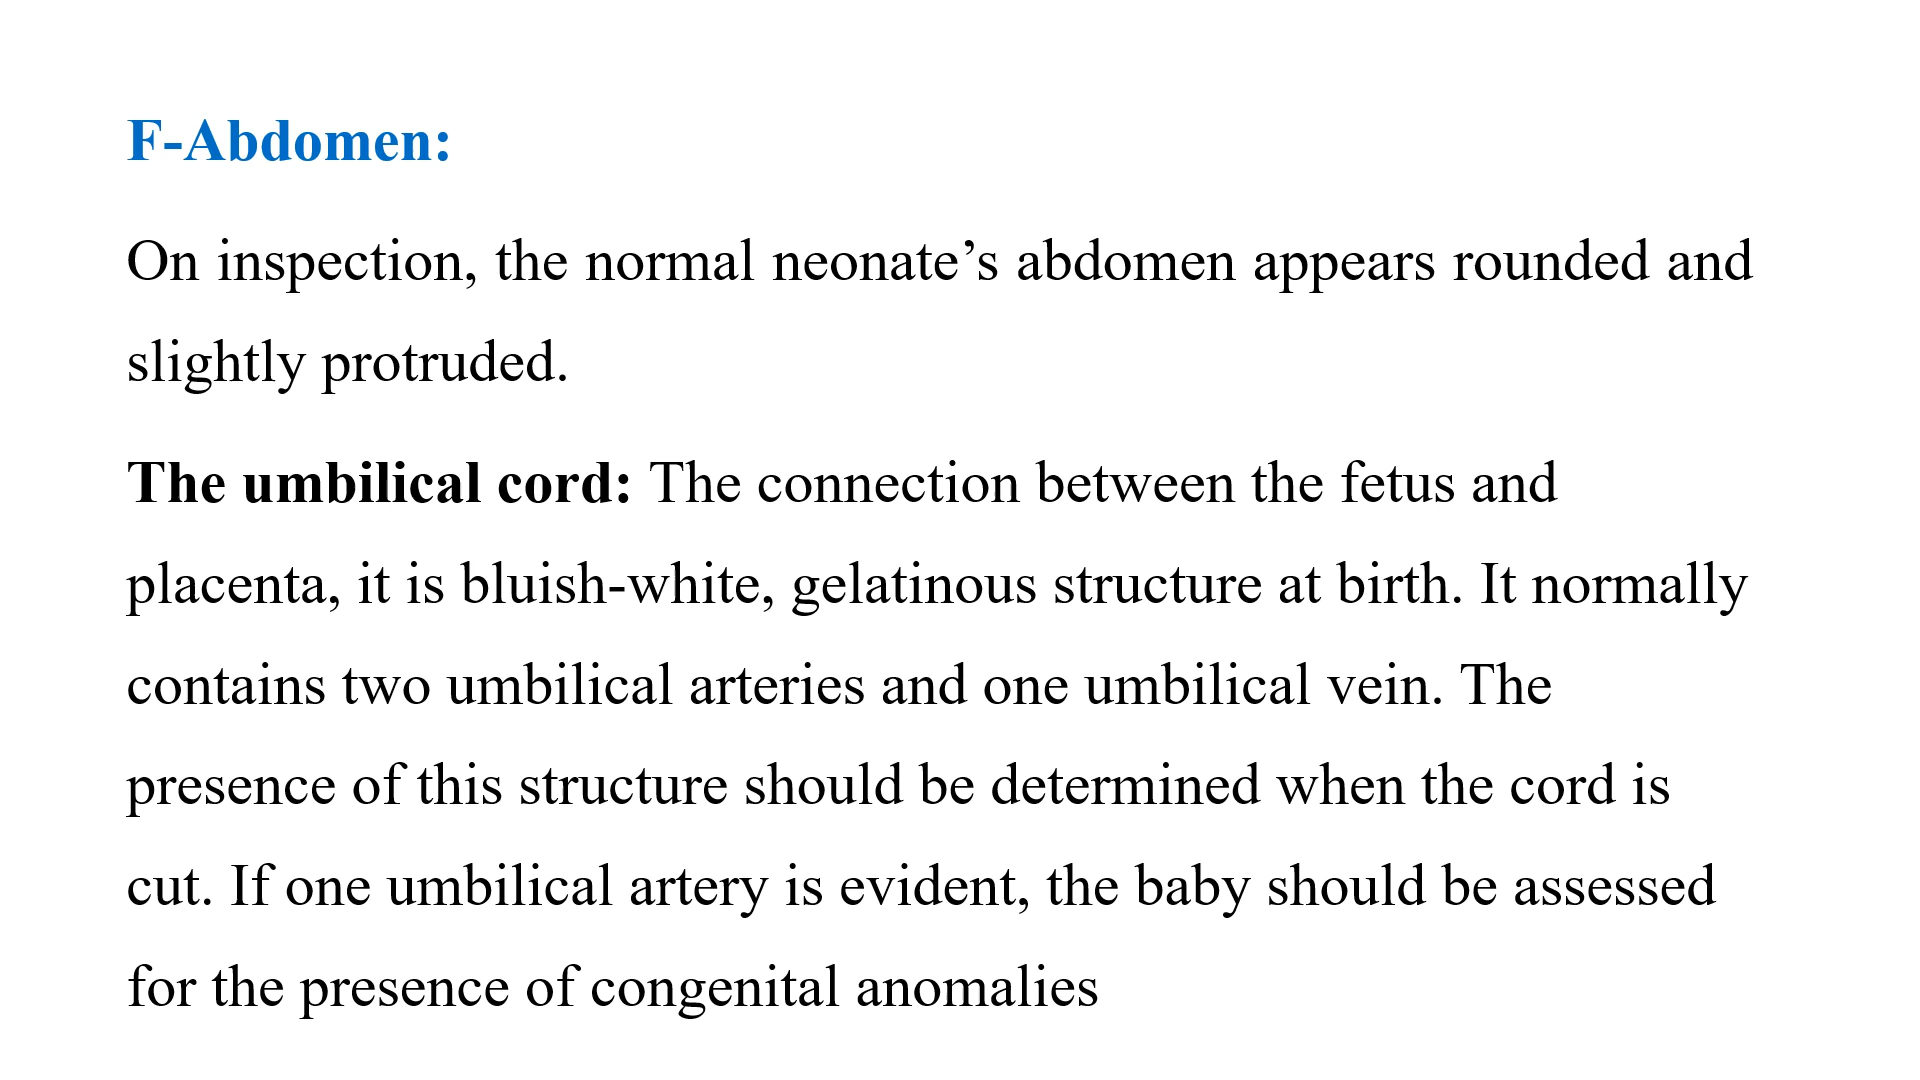 F-Abdomen:
On inspection, the normal neonate’s abdomen appears rounded and
slightly protruded.
The umbilical cord: The connection between the fetus and
placenta, it is bluish-white, gelatinous structure at birth. It normally
contains two umbilical arteries and one umbilical vein. The
presence of this structure should be determined when the cord is
cut. If one umbilical artery is evident, the baby should be assessed
for the presence of congenital anomalies